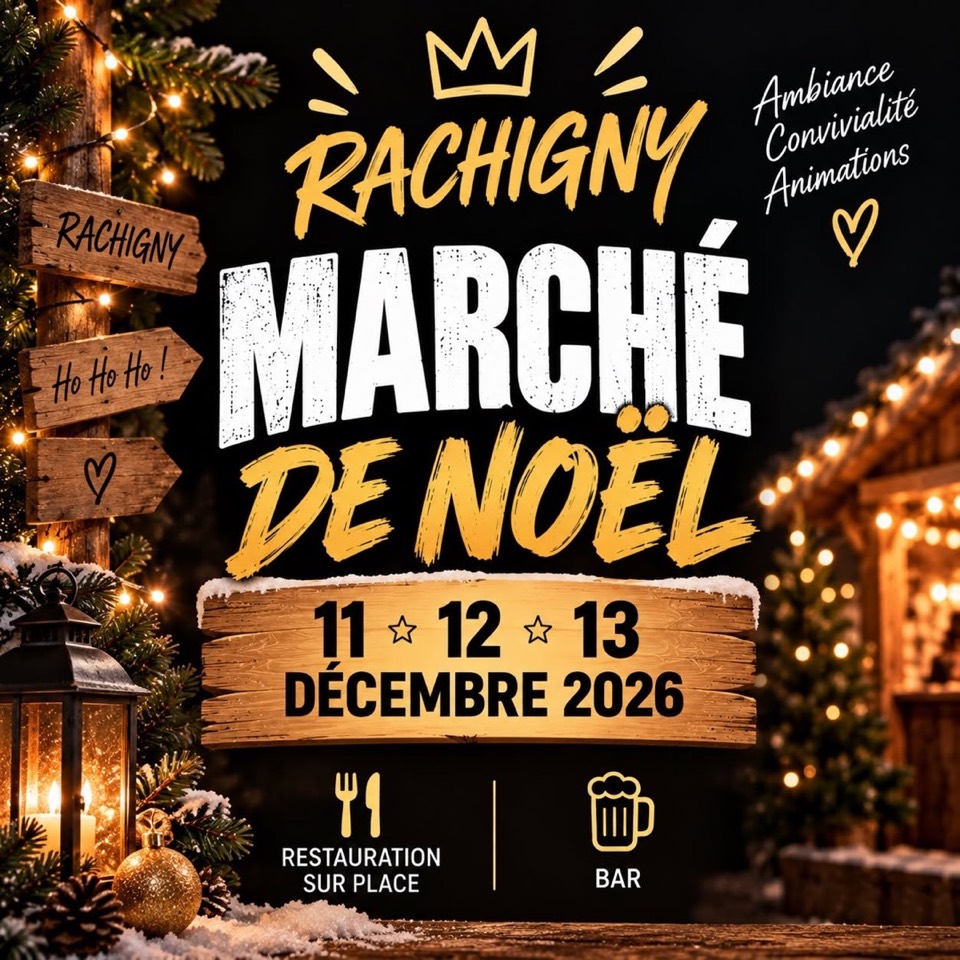 RACHIGNY
MARCHÉ
DE NOËL
Ambiance
Convivialité
Animations
RACHIGNY
Ho Ho Ho !
11 ☆ 12 ☆ 13
DÉCEMBRE 2026
RESTAURATION
SUR PLACE
BAR